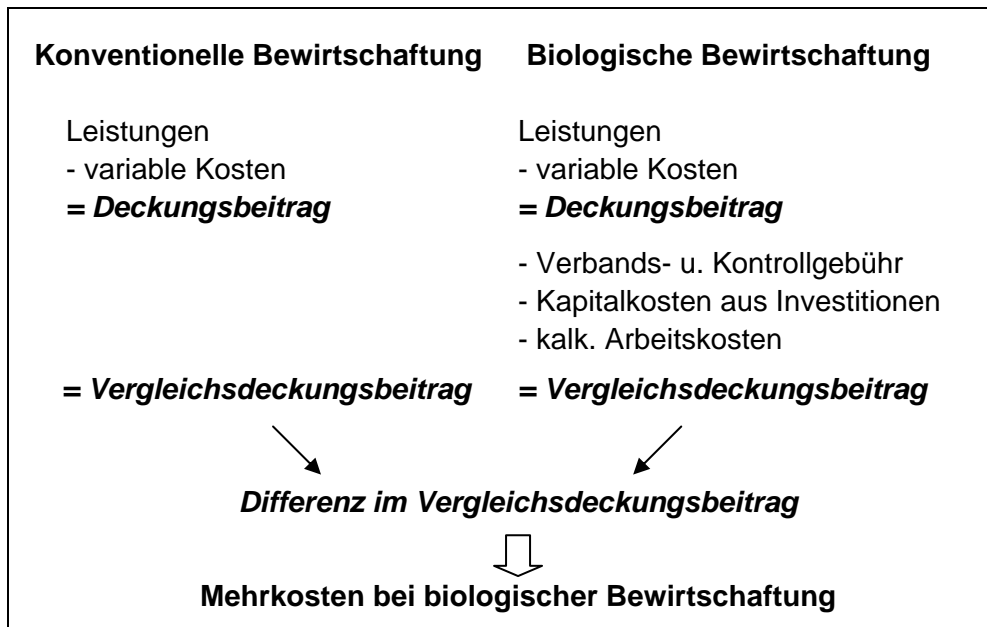 Konventionelle Bewirtschaftung
Leistungen
- variable Kosten
= Deckungsbeitrag
= Vergleichsdeckungsbeitrag
Biologische Bewirtschaftung
Leistungen
- variable Kosten
= Deckungsbeitrag
- Verbands- u. Kontrollgebühr
- Kapitalkosten aus Investitionen
- kalk. Arbeitskosten
= Vergleichsdeckungsbeitrag
Differenz im Vergleichsdeckungsbeitrag
Mehrkosten bei biologischer Bewirtschaftung